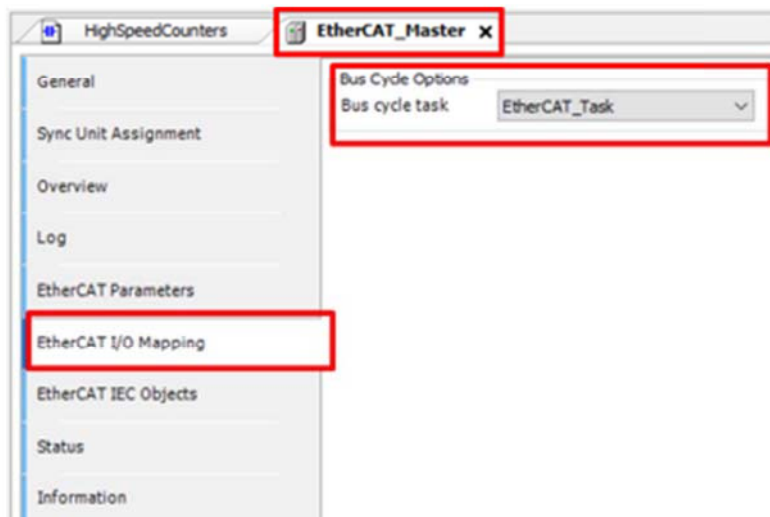 HighSpeedCounters
EtherCAT_Master
General
Sync Unit Assignment
Overview
Log
EtherCAT Parameters
EtherCAT I/O Mapping
EtherCAT IEC Objects
Status
Information
Bus Cycle Options
Bus cycle task EtherCAT_Task